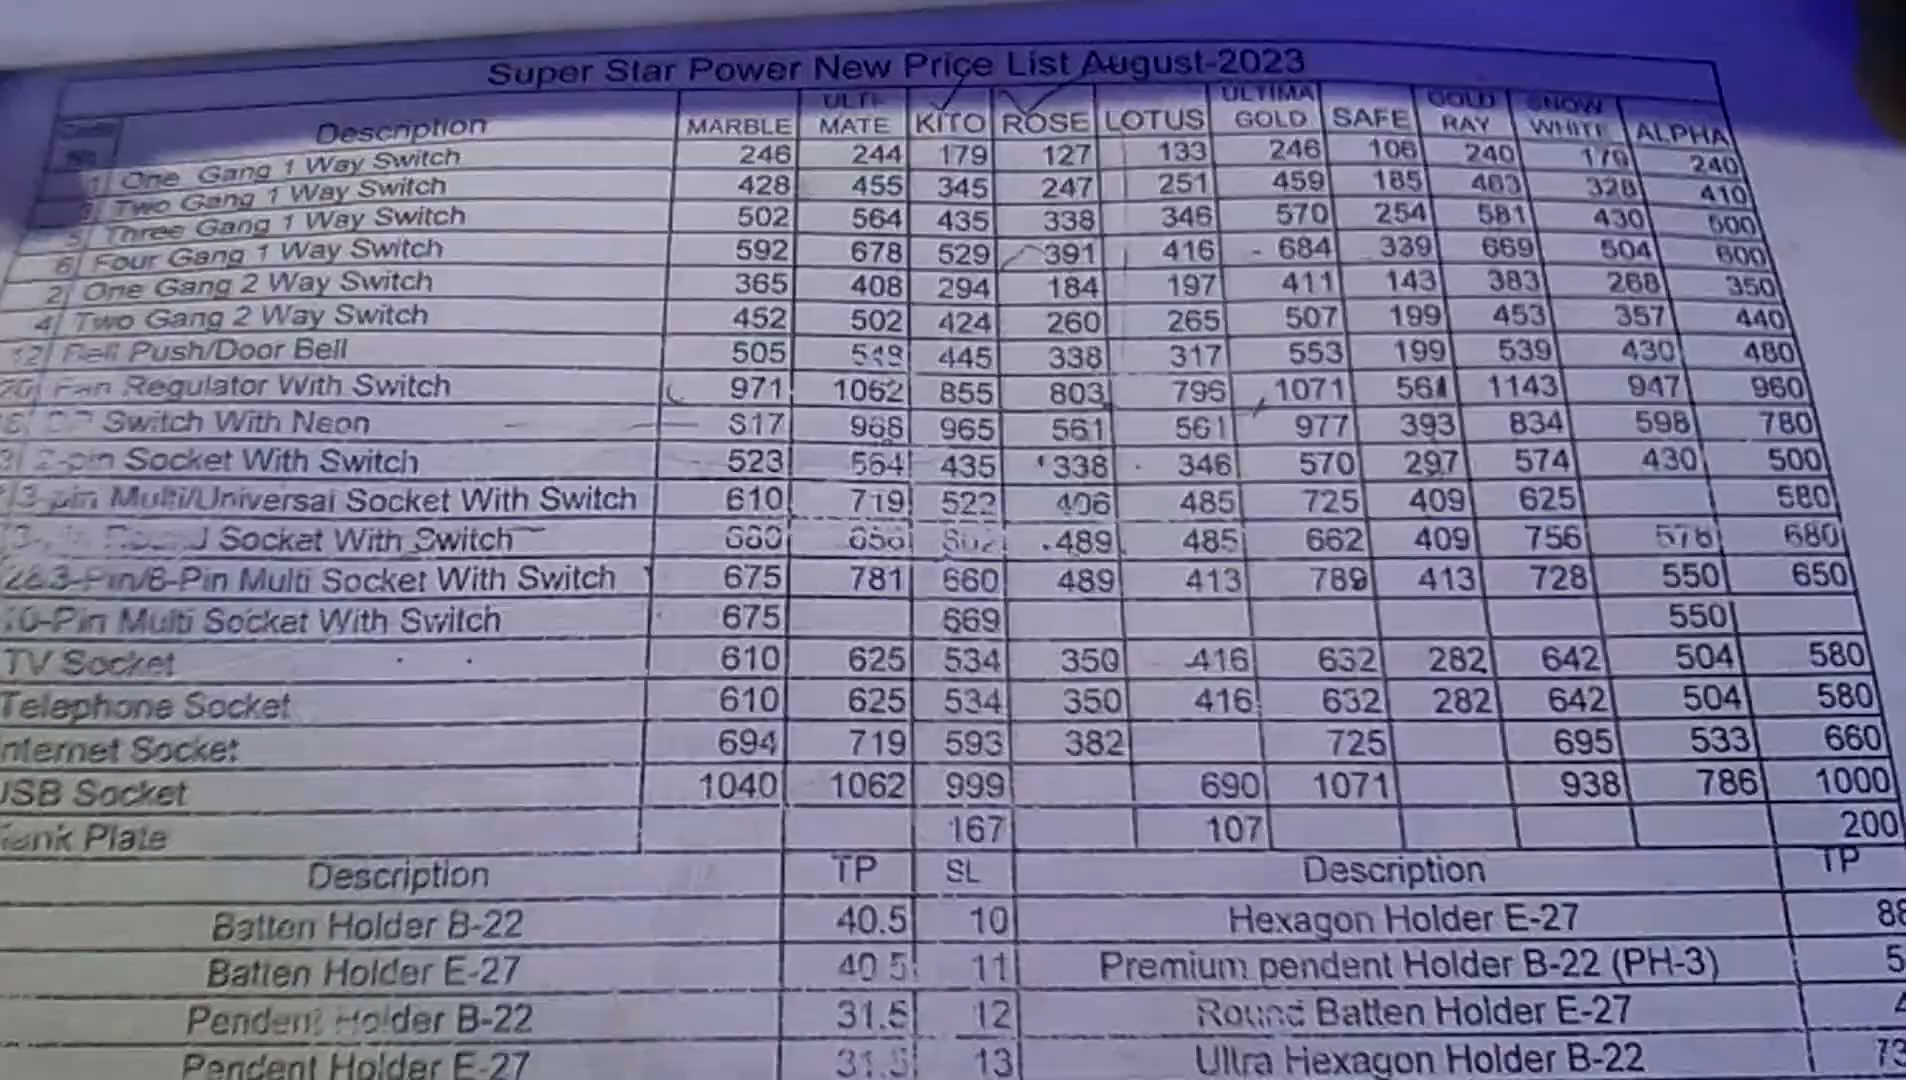 Super Star Power New Price List August-2023
Description MARBLE ULTI MATE KITO ROSE LOTUS ULTIMA GOLD SAFE GOLD RAY SNOW WHITE ALPHA
1 One Gang 1 Way Switch 246 244 179 127 133 246 106 240 179 240
Two Gang 1 Way Switch 428 455 345 247 251 459 185 463 328 410
5 Three Gang 1 Way Switch 502 564 435 338 346 570 254 581 430 500
6 Four Gang 1 Way Switch 592 678 529 391 416 684 339 669 504 600
2 One Gang 2 Way Switch 365 408 294 184 197 411 143 383 268 350
4 Two Gang 2 Way Switch 452 502 424 260 265 507 199 453 357 440
12 Bell Push/Door Bell 505 445 338 317 553 199 539 430 480
Fan Regulator With Switch 971 1062 855 803 795 1071 561 1143 947 960
Switch With Neon 968 965 561 561 977 393 834 598 780
2-pin Socket With Switch 523 564 435 338 346 570 297 574 430 500
3-pin Multi/Universal Socket With Switch 610 719 522 406 485 725 409 625 580
Socket With Switch 489 485 662 409 756 576 680
2&3-Pin/6-Pin Multi Socket With Switch 675 781 660 489 413 789 413 728 550 650
10-Pin Multi Socket With Switch 675 669 550
TV Socket 610 625 534 350 416 632 282 642 504 580
Telephone Socket 610 625 534 350 416 632 282 642 504 580
nternet Socket 694 719 593 382 725 695 533 660
USB Socket 1040 1062 999 690 1071 938 786 1000
lank Plate 167 107 200
Description TP SL Description TP
Batten Holder B-22 40.5 10 Hexagon Holder E-27 88
Batten Holder E-27 40.5 11 Premium pendent Holder B-22 (PH-3) 5
Pendent Holder B-22 31.5 12 Round Batten Holder E-27 4
Pendent Holder E-27 31.5 13 Ultra Hexagon Holder B-22 73